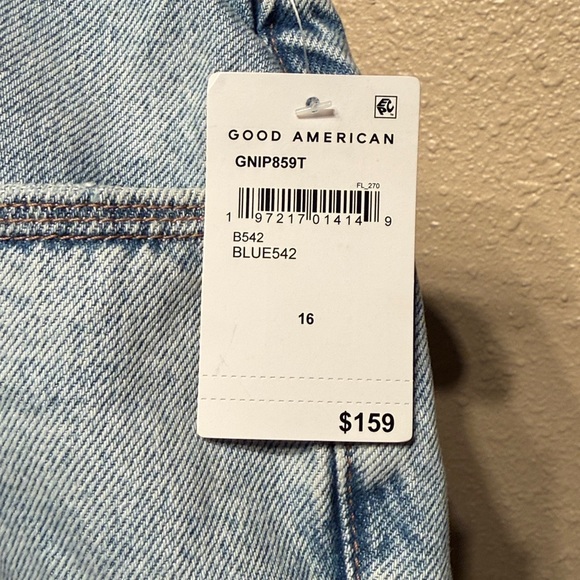 GOOD AMERICAN
GNIP859T
FL_270
1 97217 01414 9
B542
BLUE542
16
$159